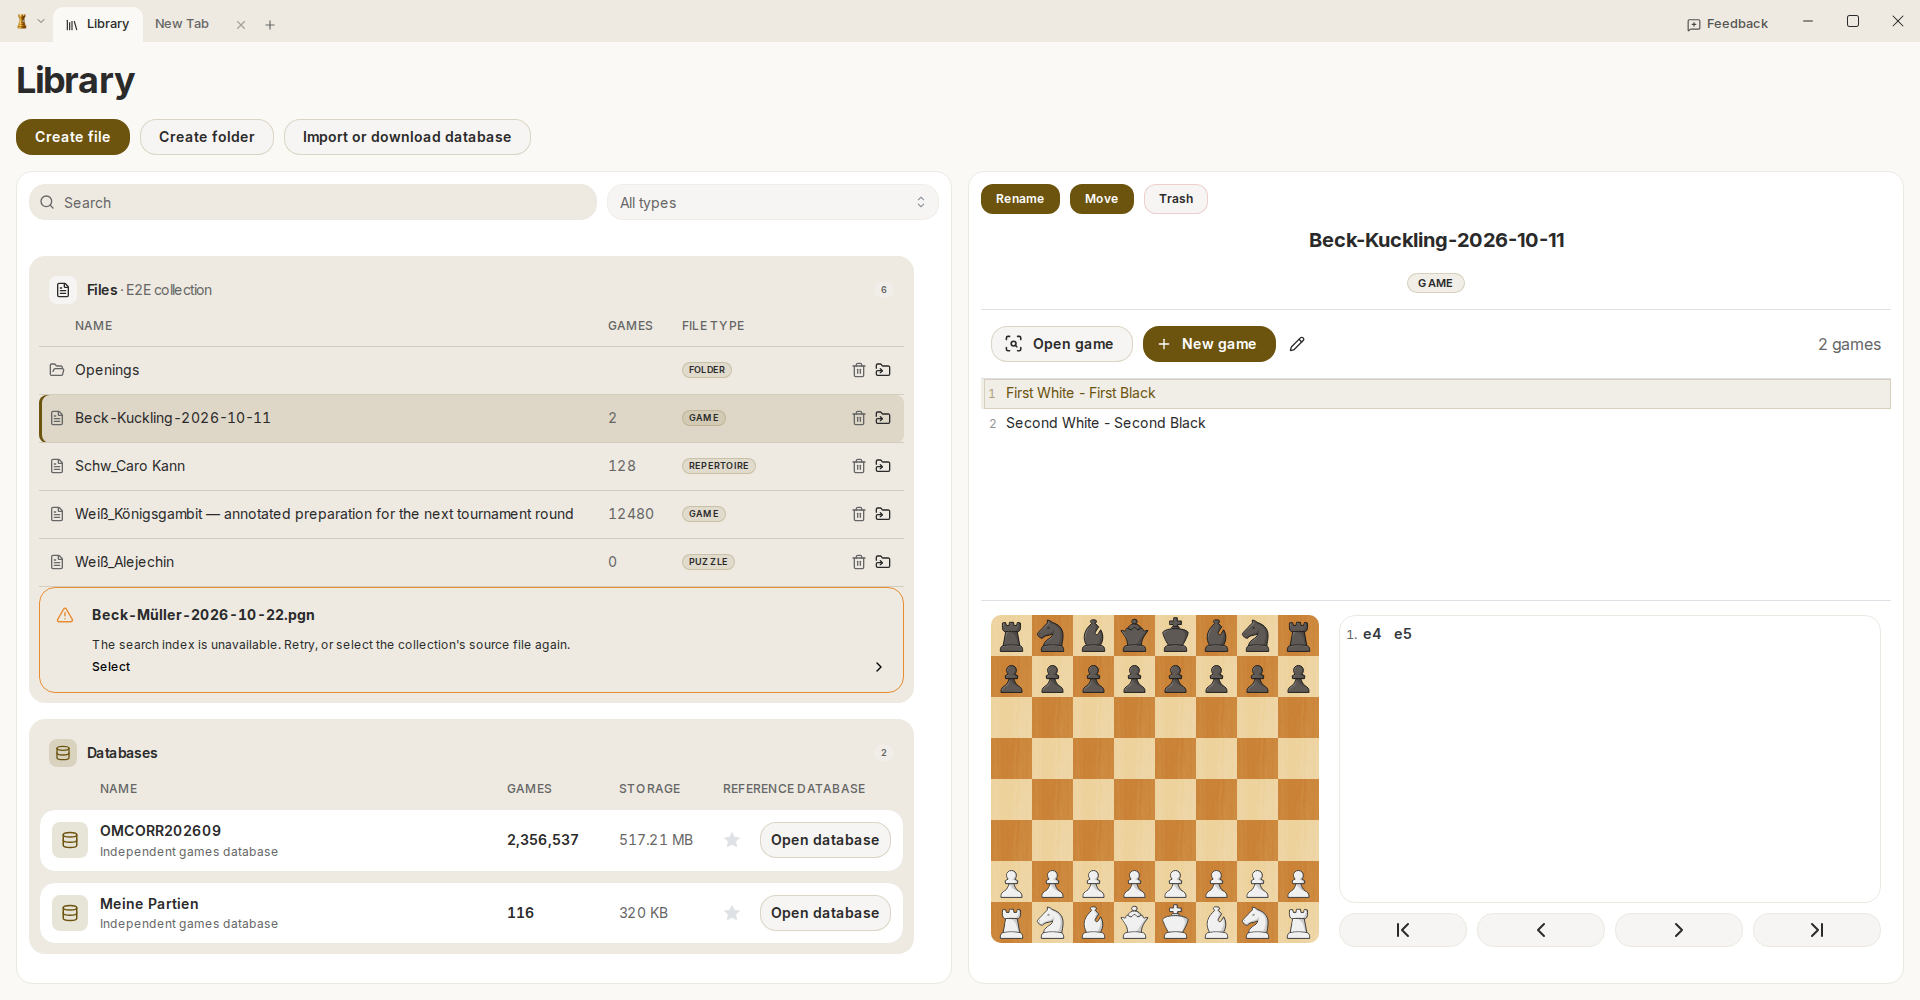 Library
New Tab
Feedback
Library
Create file
Create folder
Import or download database
Search
All types
Files · E2E collection
6
NAME
GAMES
FILE TYPE
Openings
FOLDER
Beck-Kuckling-2026-10-11
2
GAME
Schw_Caro Kann
128
REPERTOIRE
Weiß_Königsgambit — annotated preparation for the next tournament round
12480
GAME
Weiß_Alejechin
0
PUZZLE
Beck-Müller-2026-10-22.pgn
The search index is unavailable. Retry, or select the collection's source file again.
Select
Databases
2
NAME
GAMES
STORAGE
REFERENCE DATABASE
OMCORR202609
Independent games database
2,356,537
517.21 MB
Open database
Meine Partien
Independent games database
116
320 KB
Open database
Rename
Move
Trash
Beck-Kuckling-2026-10-11
GAME
Open game
New game
2 games
1 First White - First Black
2 Second White - Second Black
1. e4 e5